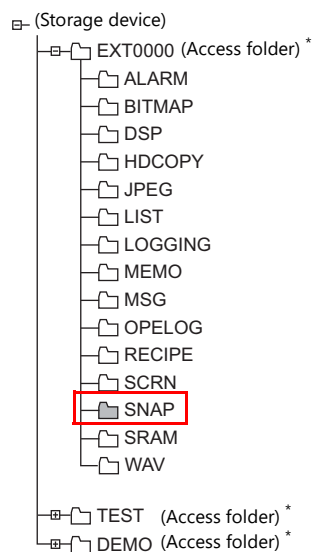 (Storage device)
EXT0000 (Access folder) *
ALARM
BITMAP
DSP
HDCOPY
JPEG
LIST
LOGGING
MEMO
MSG
OPELOG
RECIPE
SCRN
SNAP
SRAM
WAV
TEST (Access folder) *
DEMO (Access folder) *